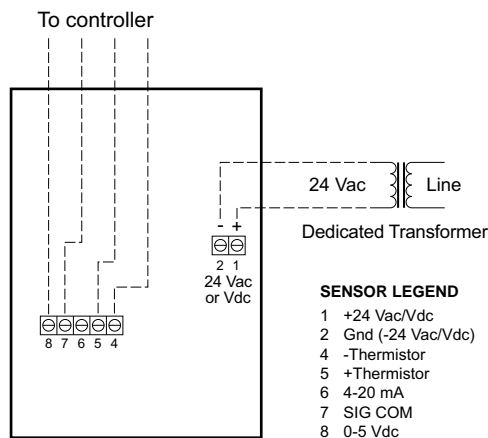 To controller
24 Vac
Line
Dedicated Transformer
- +
2 1
24 Vac
or Vdc
8 7 6 5 4
SENSOR LEGEND
1 +24 Vac/Vdc
2 Gnd (-24 Vac/Vdc)
4 -Thermistor
5 +Thermistor
6 4-20 mA
7 SIG COM
8 0-5 Vdc